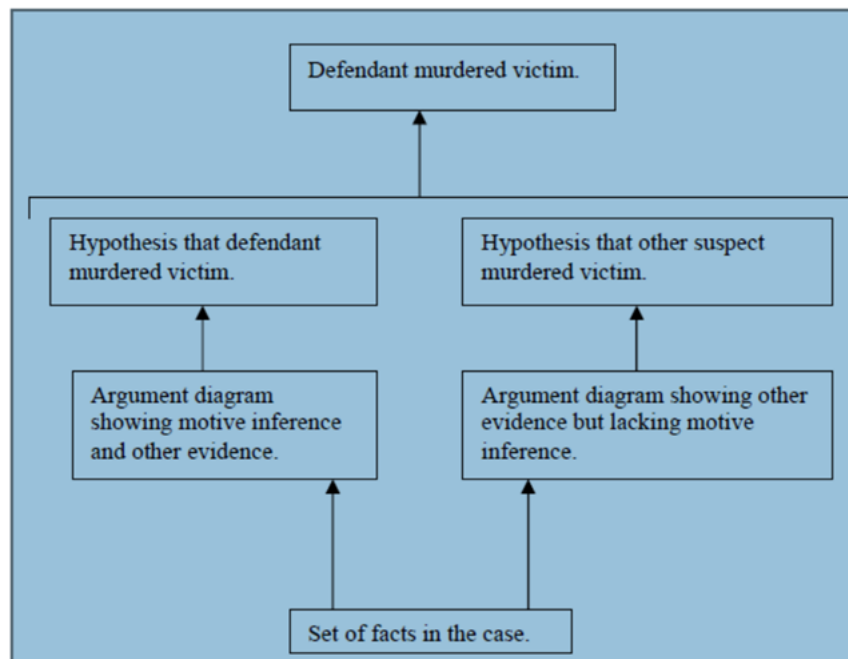 Defendant murdered victim.
Hypothesis that defendant
murdered victim.
Hypothesis that other suspect
murdered victim.
Argument diagram
showing motive inference
and other evidence.
Argument diagram showing other
evidence but lacking motive
inference.
Set of facts in the case.